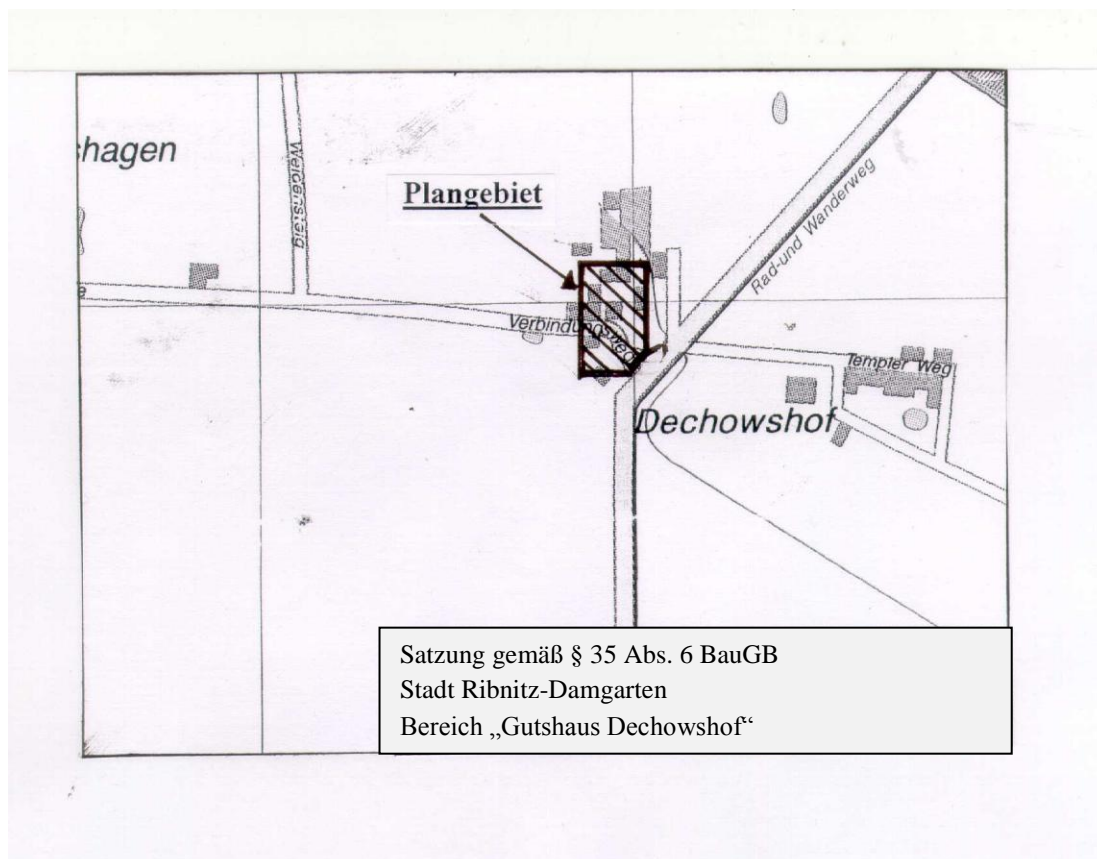 hagen
Weicensteig
Plangebiet
Rad-und Wanderweg
Verbindungsweg
Templer Weg
Dechowshof
Satzung gemäß § 35 Abs. 6 BauGB
Stadt Ribnitz-Damgarten
Bereich „Gutshaus Dechowshof“